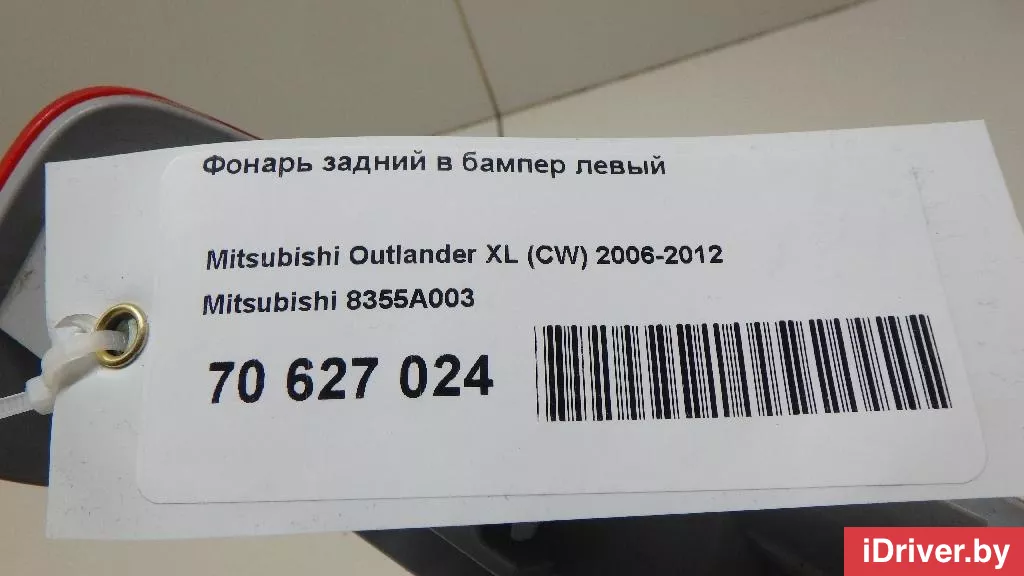 Фонарь задний в бампер левый
Mitsubishi Outlander XL (CW) 2006-2012
Mitsubishi 8355A003
70 627 024
iDriver.by